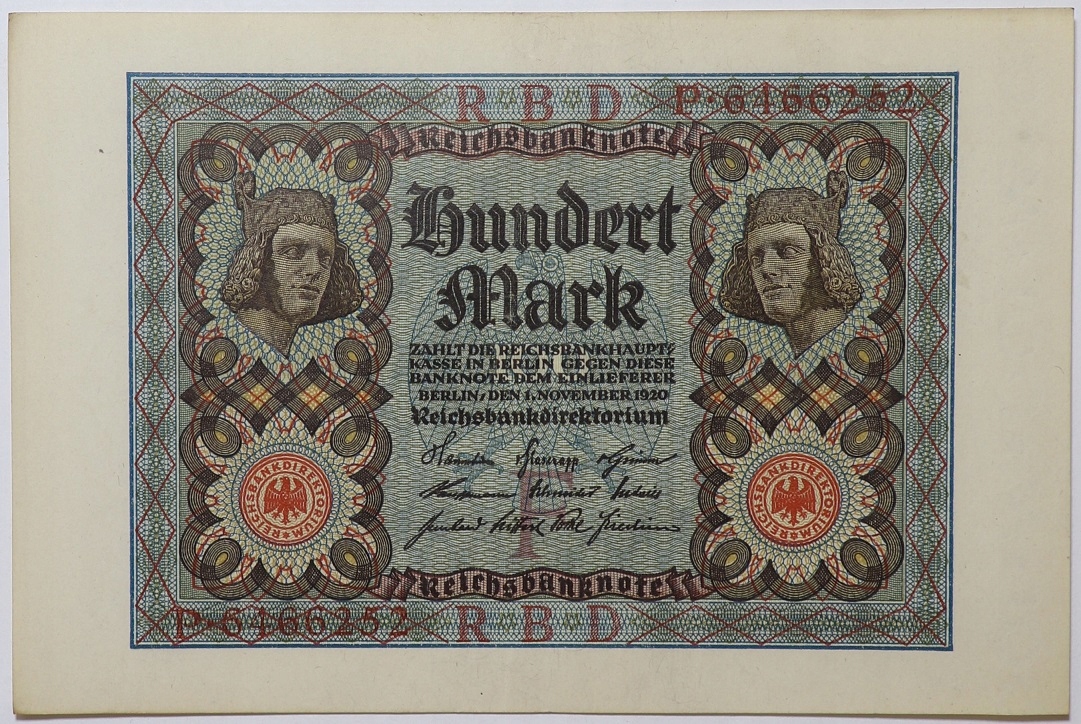 R B D P·6466252
Reichsbanknote
Hundert
Mark
ZAHLT DIE REICHSBANKHAUPT⸗
KASSE IN BERLIN GEGEN DIESE
BANKNOTE DEM EINLIEFERER
BERLIN, DEN 1. NOVEMBER 1920
Reichsbankdirektorium
REICHSBANKDIREKTORIUM
REICHSBANKDIREKTORIUM
T
Reichsbanknote
P·6466252 R B D